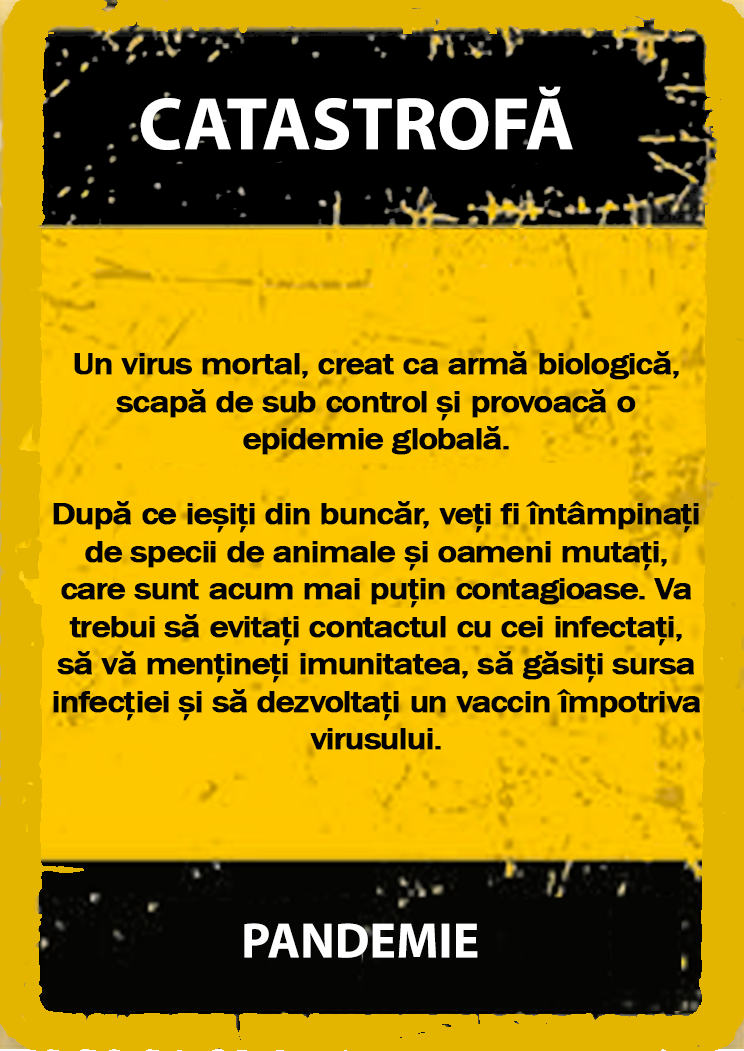 CATASTROFĂ
Un virus mortal, creat ca armă biologică,
scapă de sub control și provoacă o
epidemie globală.
După ce ieșiți din buncăr, veți fi întâmpinați
de specii de animale și oameni mutați,
care sunt acum mai puțin contagioase. Va
trebui să evitați contactul cu cei infectați,
să vă mențineți imunitatea, să găsiți sursa
infecției și să dezvoltați un vaccin împotriva
virusului.
PANDEMIE